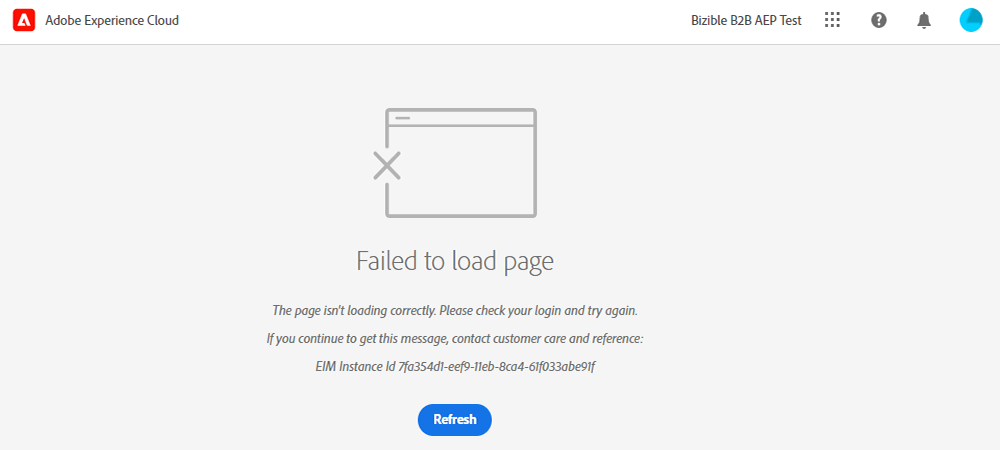 Adobe Experience Cloud
Bizible B2B AEP Test
Failed to load page
The page isn't loading correctly. Please check your login and try again.
If you continue to get this message, contact customer care and reference:
EIM Instance Id 7fa354d1-eef9-11eb-8ca4-61f033abe91f
Refresh